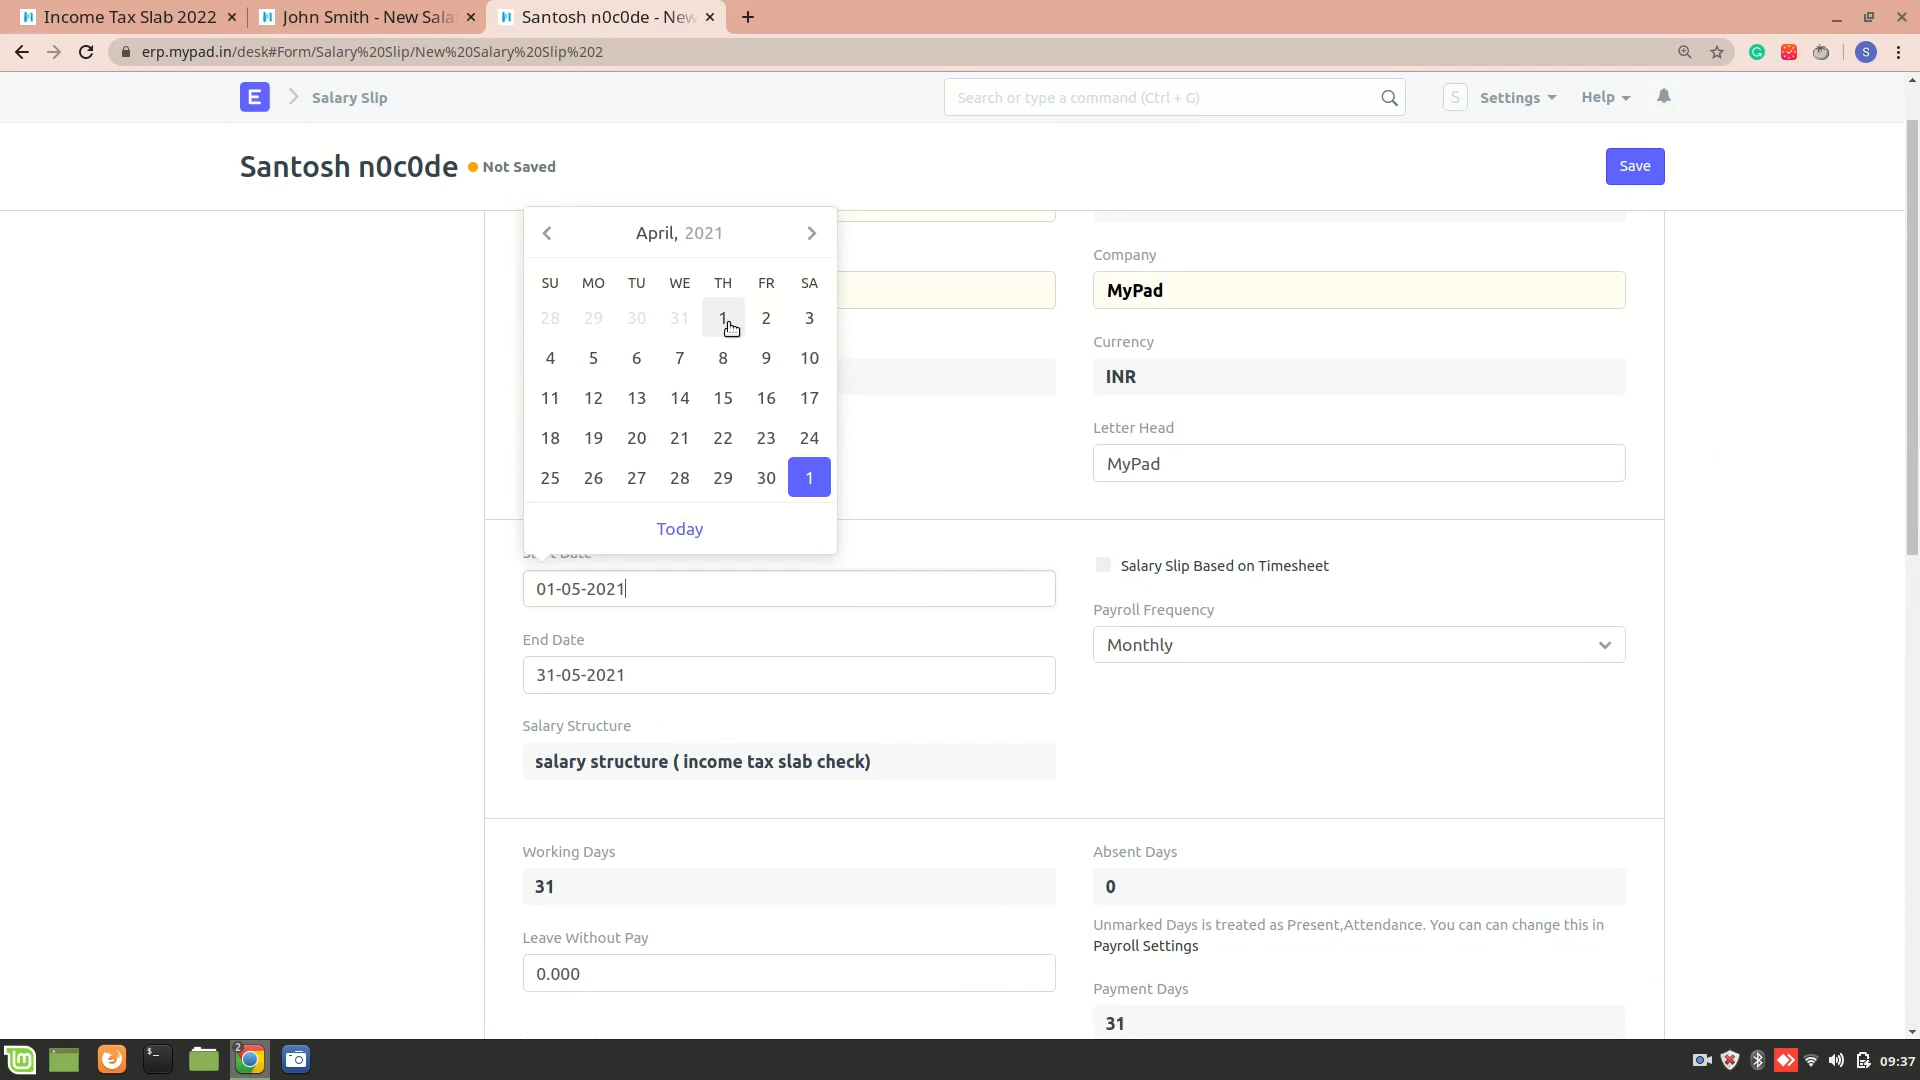 Income Tax Slab 2022
John Smith - New Sala
Santosh n0c0de - New
erp.mypad.in/desk#Form/Salary%20Slip/New%20Salary%20Slip%202
S
E
Salary Slip
Search or type a command (Ctrl + G)
S
Settings
Help
Santosh n0c0de
Not Saved
Save
April, 2021
SU MO TU WE TH FR SA
28 29 30 31 1 2 3
4 5 6 7 8 9 10
11 12 13 14 15 16 17
18 19 20 21 22 23 24
25 26 27 28 29 30 1
Today
Company
MyPad
Currency
INR
Letter Head
MyPad
Start Date
01-05-2021
End Date
31-05-2021
Salary Structure
salary structure ( income tax slab check)
Salary Slip Based on Timesheet
Payroll Frequency
Monthly
Working Days
31
Leave Without Pay
0.000
Absent Days
0
Unmarked Days is treated as Present,Attendance. You can can change this in
Payroll Settings
Payment Days
31
2
09:37